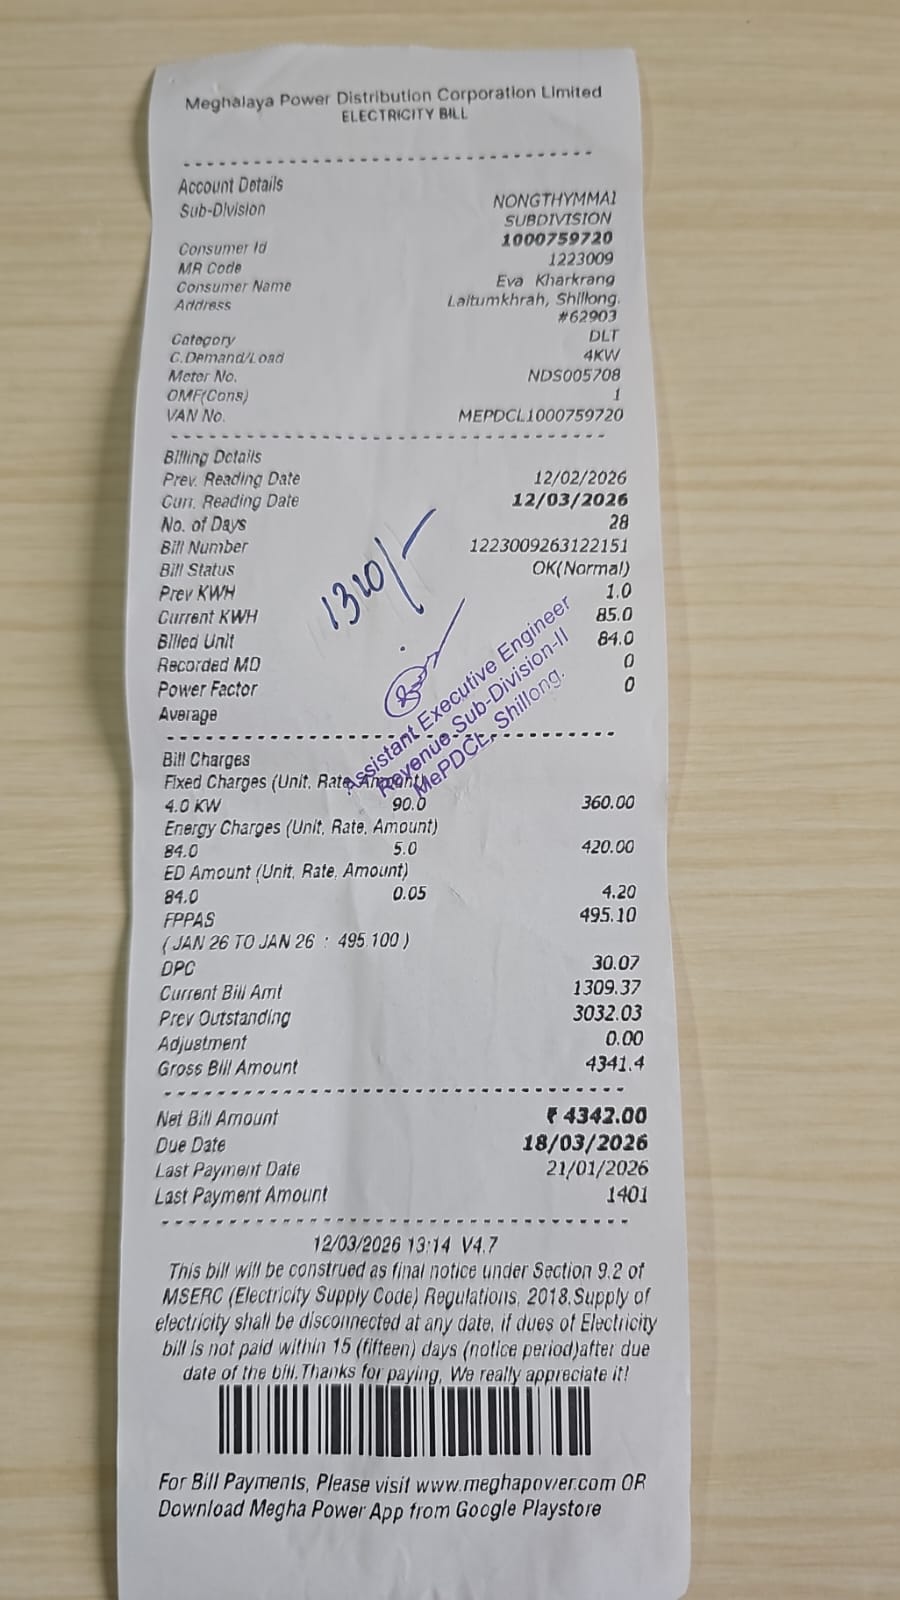 Meghalaya Power Distribution Corporation Limited
ELECTRICITY BILL
Account Details
Sub-Division NONGTHYMMAI
SUBDIVISION
Consumer Id 1000759720
MR Code 1223009
Consumer Name Eva Kharkrang
Address Laitumkhrah, Shillong.
#62903
Category DLT
C.Demand/Load 4KW
Meter No. NDS005708
OMF(Cons) 1
VAN No. MEPDCL1000759720
Billing Details
Prev. Reading Date 12/02/2026
Curr. Reading Date 12/03/2026
No. of Days 28
Bill Number 1223009263122151
Bill Status OK(Normal)
Prev KWH 1.0
Current KWH 85.0
Billed Unit 84.0
Recorded MD 0
Power Factor 0
Average
1310/-
Assistant Executive Engineer
Revenue Sub-Division-II
MePDCL, Shillong.
Bill Charges
Fixed Charges (Unit, Rate, Amount)
4.0 KW 90.0 360.00
Energy Charges (Unit, Rate, Amount)
84.0 5.0 420.00
ED Amount (Unit, Rate, Amount)
84.0 0.05 4.20
FPPAS 495.10
( JAN 26 TO JAN 26 : 495.100 )
DPC 30.07
Current Bill Amt 1309.37
Prev Outstanding 3032.03
Adjustment 0.00
Gross Bill Amount 4341.4
Net Bill Amount ₹ 4342.00
Due Date 18/03/2026
Last Payment Date 21/01/2026
Last Payment Amount 1401
12/03/2026 13:14 V4.7
This bill will be construed as final notice under Section 9.2 of
MSERC (Electricity Supply Code) Regulations, 2018.Supply of
electricity shall be disconnected at any date, if dues of Electricity
bill is not paid within 15 (fifteen) days (notice period)after due
date of the bill.Thanks for paying, We really appreciate it!
For Bill Payments, Please visit www.meghapower.com OR
Download Megha Power App from Google Playstore